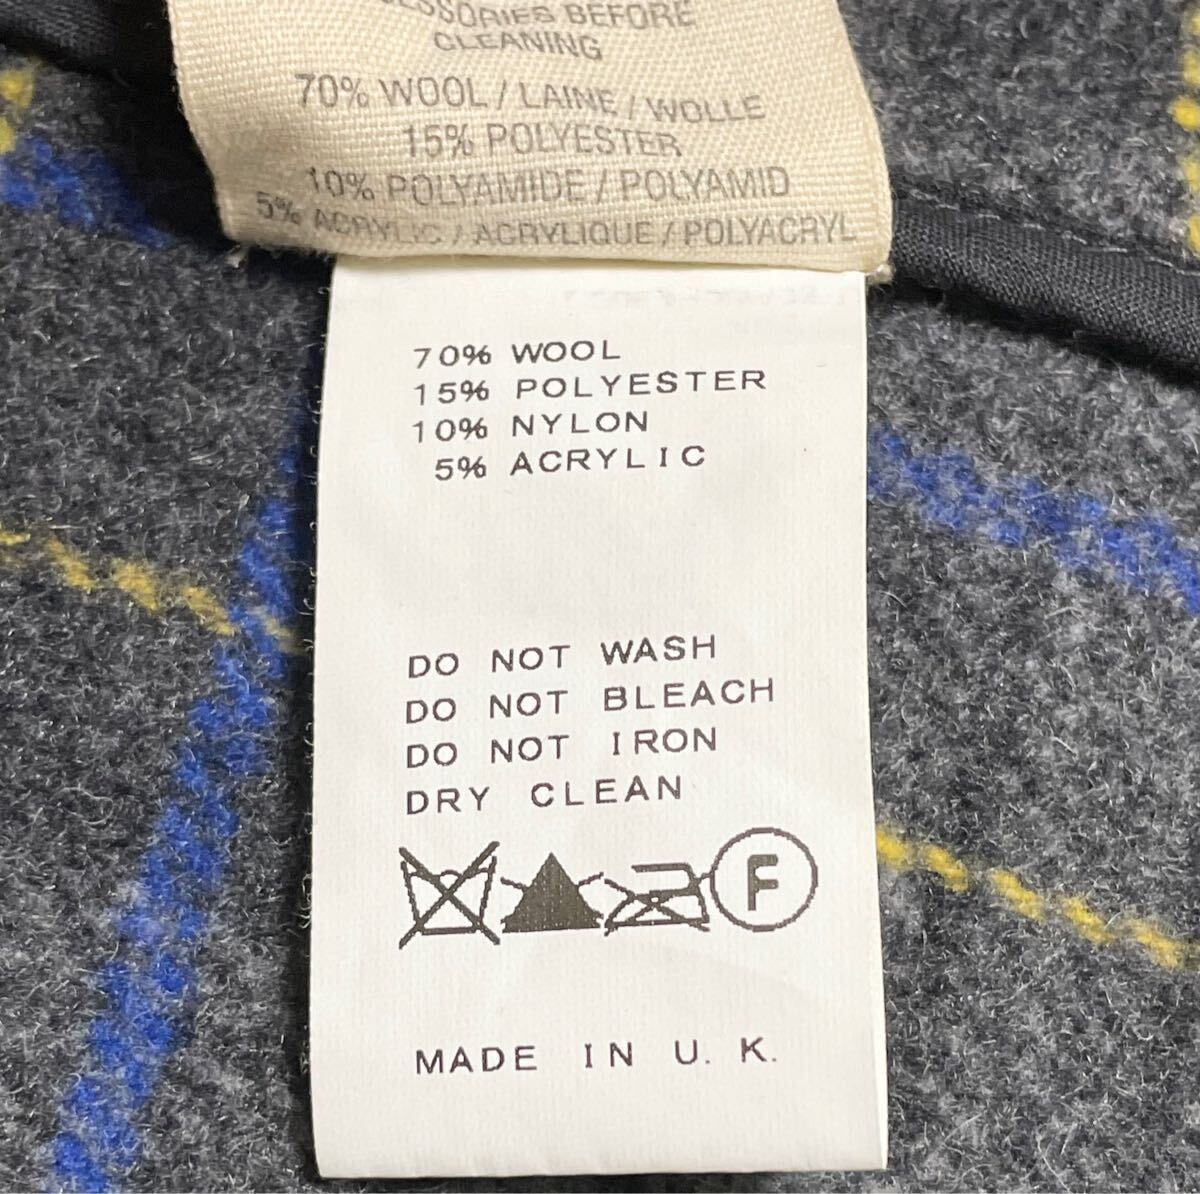 BEFORE
CLEANING
70% WOOL / LAINE / WOLLE
15% POLYESTER
10% POLYAMIDE / POLYAMID
5% ACRYLIC / ACRYLIQUE / POLYACRYL
70% WOOL
15% POLYESTER
10% NYLON
5% ACRYLIC
DO NOT WASH
DO NOT BLEACH
DO NOT IRON
DRY CLEAN
F
MADE IN U. K.